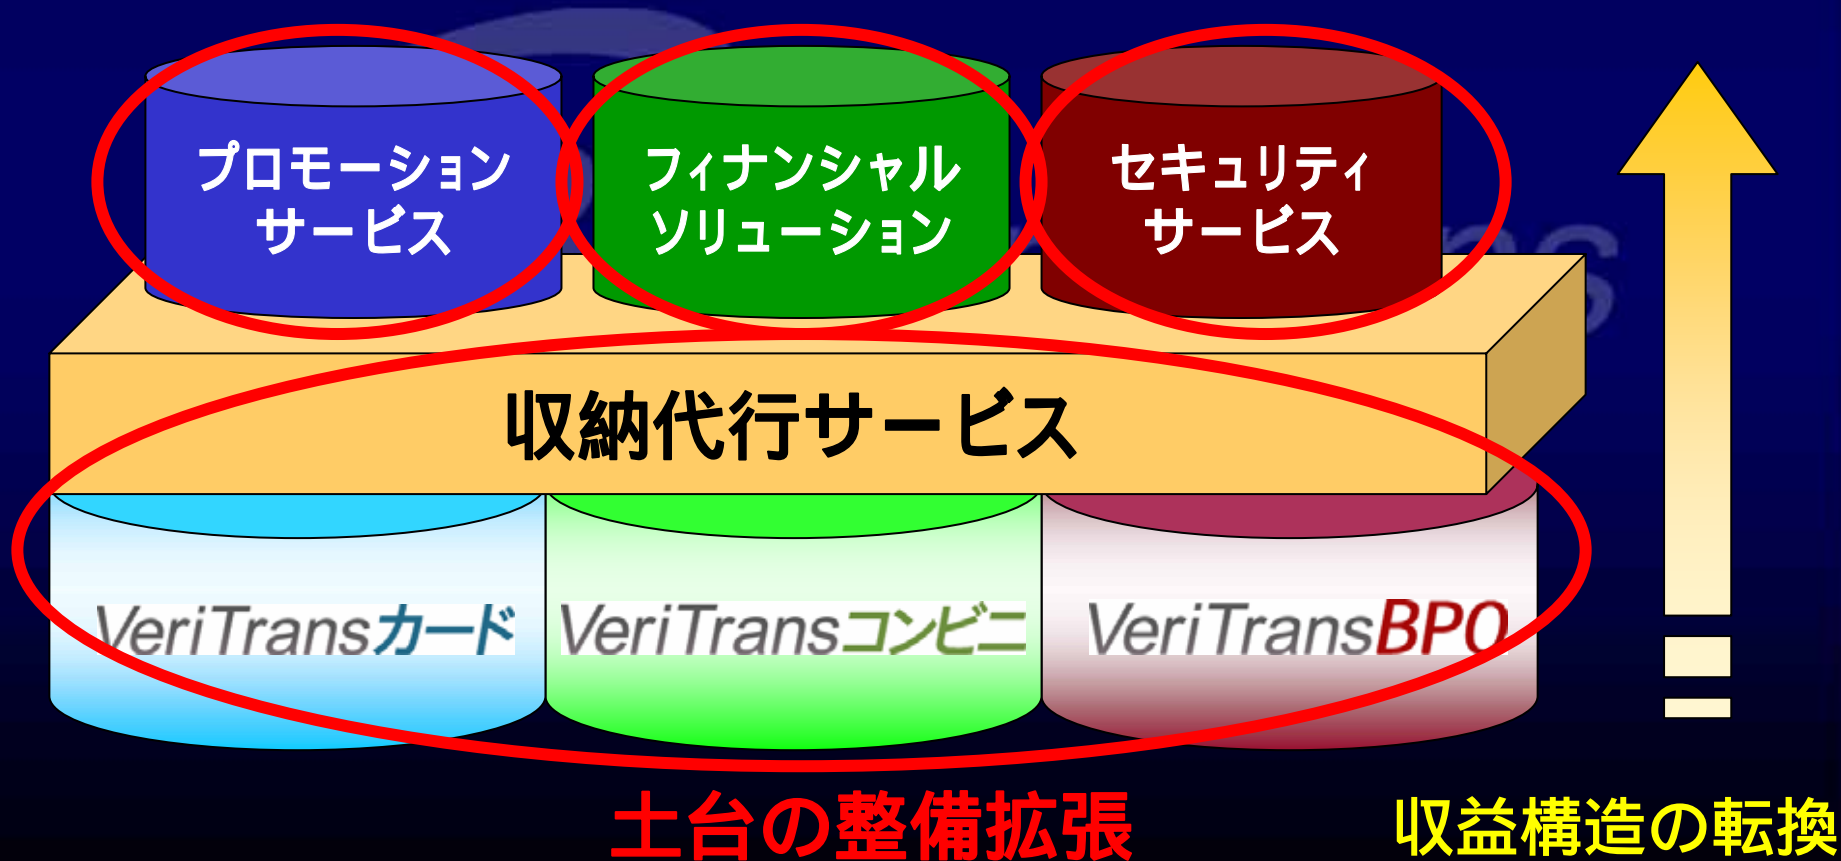 プロモーション
サービス
フィナンシャル
ソリューション
セキュリティ
サービス
収納代行サービス
VeriTransカード
VeriTransコンビニ
VeriTransBPO
土台の整備拡張
収益構造の転換